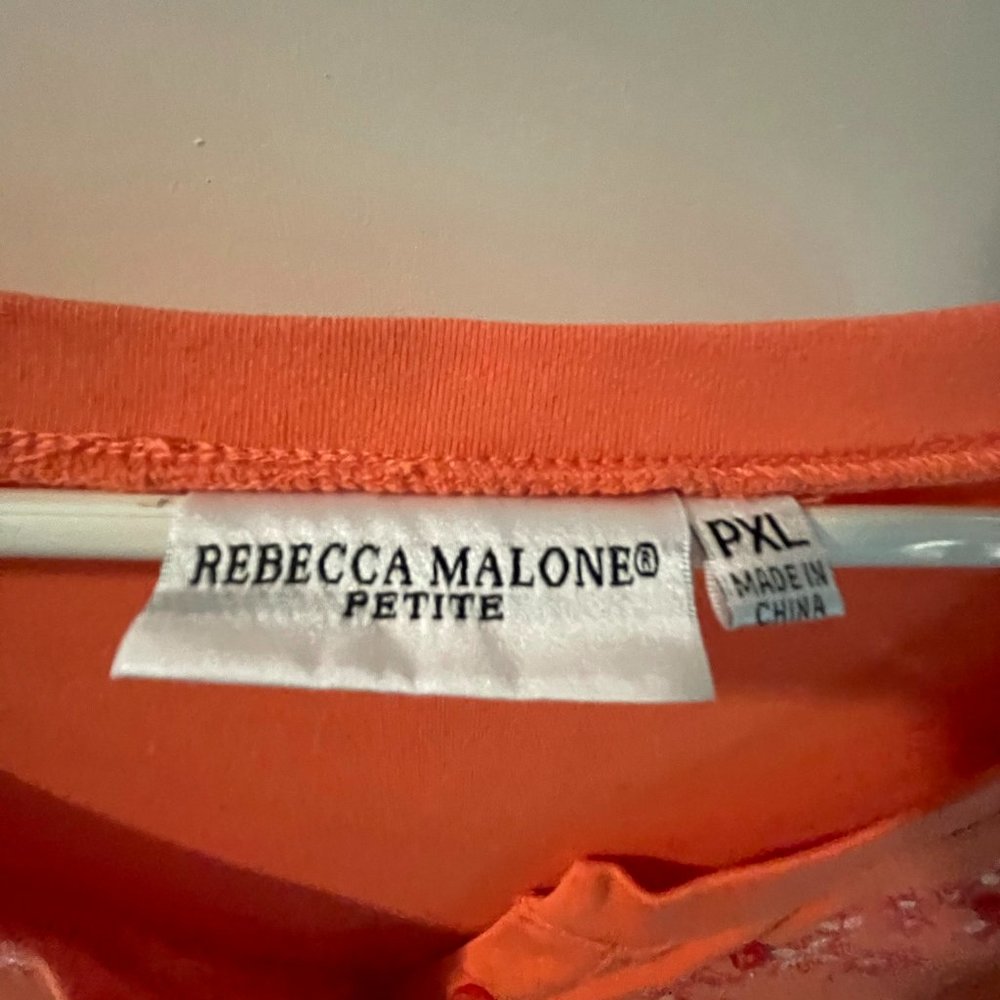 REBECCA MALONE®
PETITE
PXL
MADE IN
CHINA